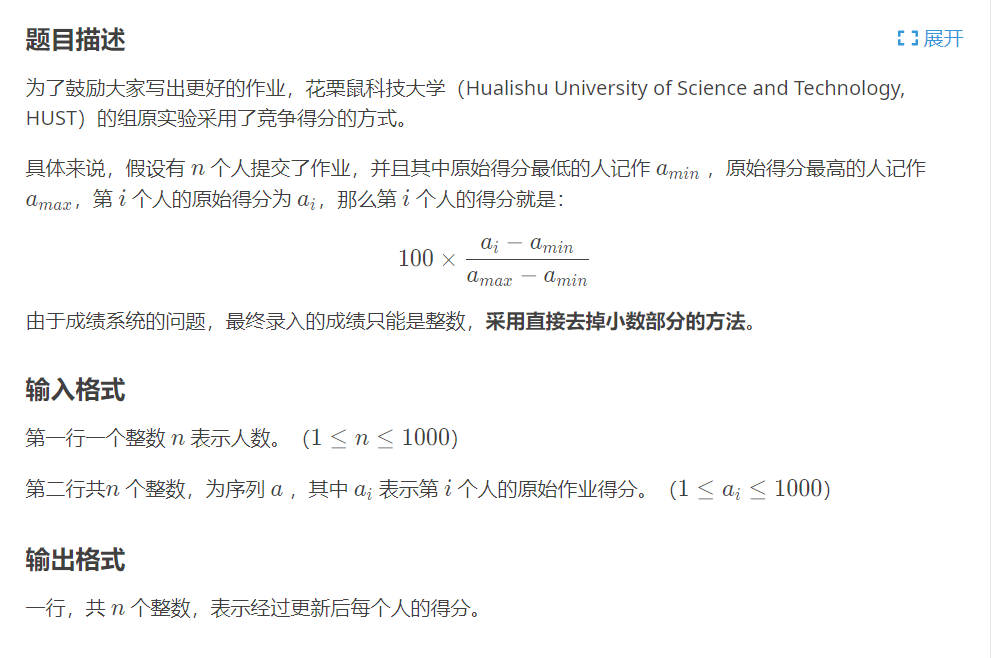 题目描述
展开
为了鼓励大家写出更好的作业，花栗鼠科技大学（Hualishu University of Science and Technology,
HUST）的组原实验采用了竞争得分的方式。
具体来说，假设有 n 个人提交了作业，并且其中原始得分最低的人记作 a_{min} ，原始得分最高的人记作
a_{max}，第 i 个人的原始得分为 a_i，那么第 i 个人的得分就是：
100 × \frac{a_i - a_{min}}{a_{max} - a_{min}}
由于成绩系统的问题，最终录入的成绩只能是整数，采用直接去掉小数部分的方法。
输入格式
第一行一个整数 n 表示人数。（1 ≤ n ≤ 1000）
第二行共n 个整数，为序列 a ，其中 a_i 表示第 i 个人的原始作业得分。（1 ≤ a_i ≤ 1000）
输出格式
一行，共 n 个整数，表示经过更新后每个人的得分。